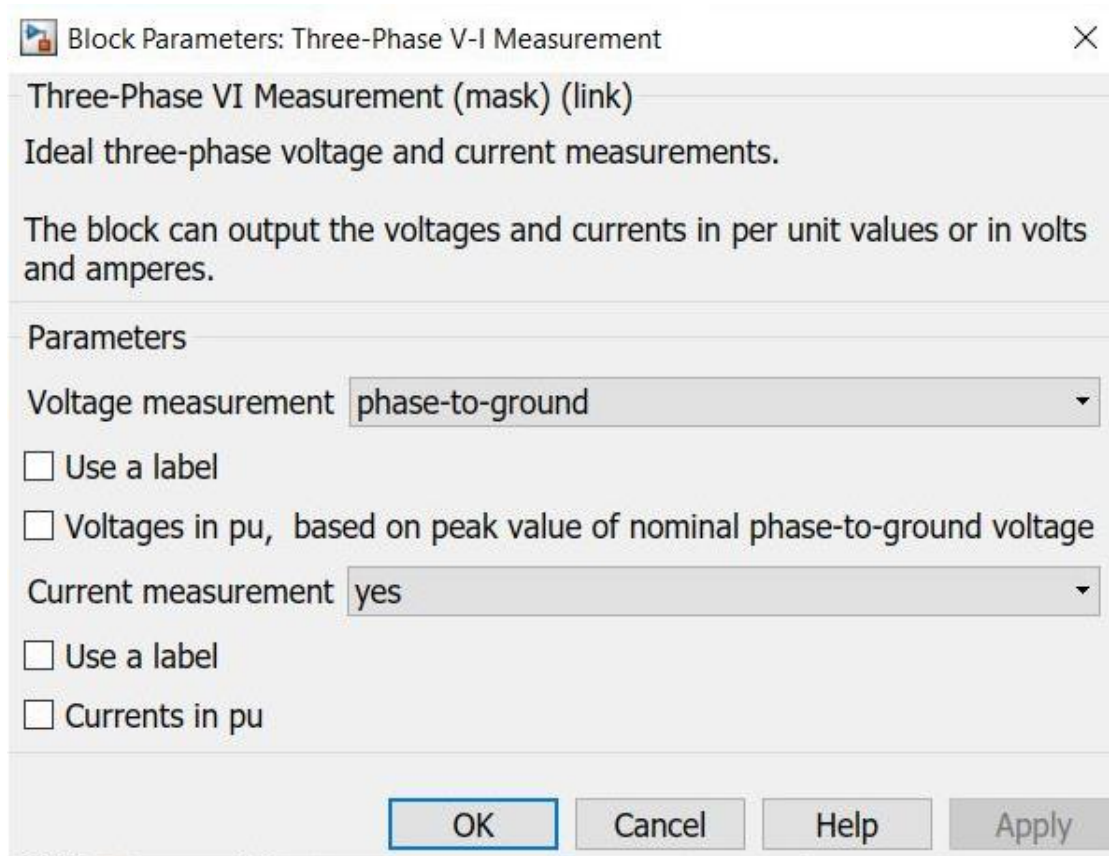 Block Parameters: Three-Phase V-I Measurement
Three-Phase VI Measurement (mask) (link)
Ideal three-phase voltage and current measurements.
The block can output the voltages and currents in per unit values or in volts
and amperes.
Parameters
Voltage measurement phase-to-ground
Use a label
Voltages in pu, based on peak value of nominal phase-to-ground voltage
Current measurement yes
Use a label
Currents in pu
OK Cancel Help Apply